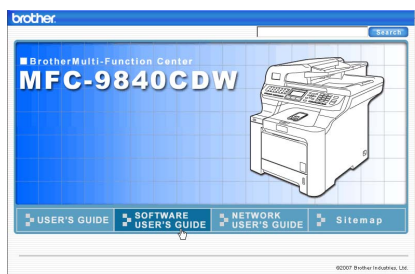 brother
Search
■BrotherMulti-Function Center
MFC-9840CDW
USER'S GUIDE
SOFTWARE
USER'S GUIDE
NETWORK
USER'S GUIDE
Sitemap
©2007 Brother Industries, Ltd.